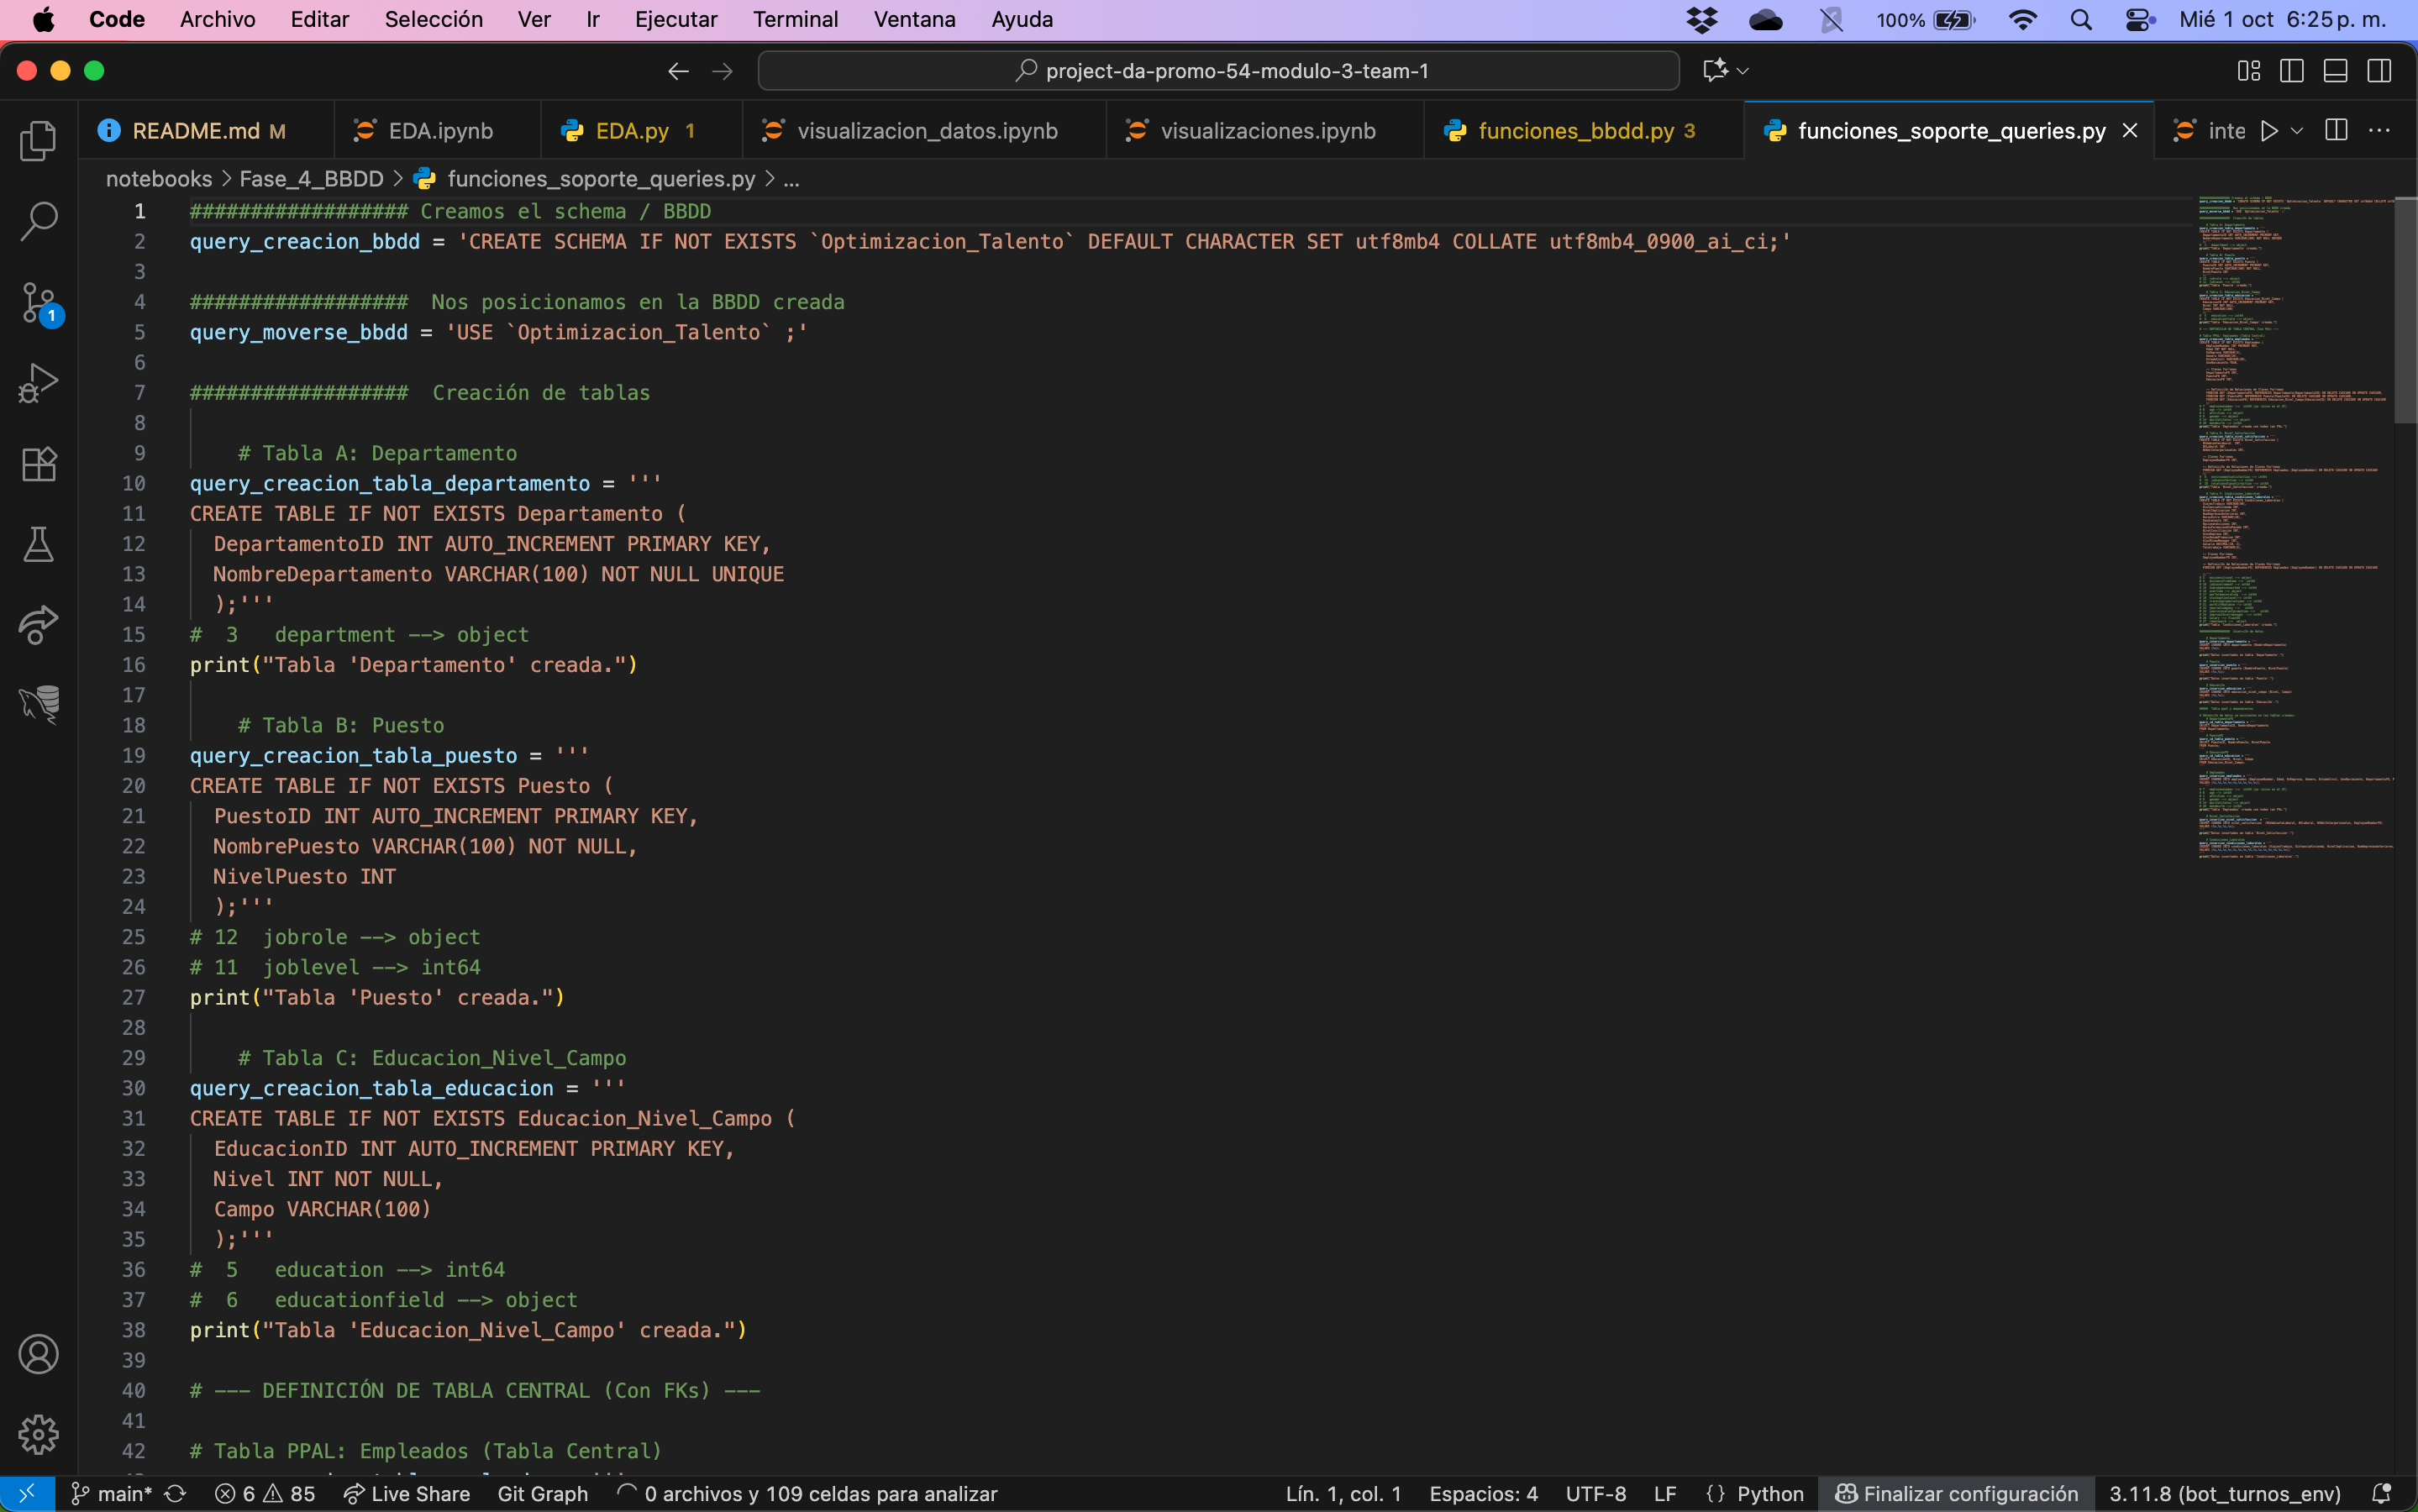 Code Archivo Editar Selección Ver Ir Ejecutar Terminal Ventana Ayuda 100% Mié 1 oct 6:25 p. m.
project-da-promo-54-modulo-3-team-1
README.md M EDA.ipynb EDA.py 1 visualizacion_datos.ipynb visualizaciones.ipynb funciones_bbdd.py 3 funciones_soporte_queries.py inte
notebooks > Fase_4_BBDD > funciones_soporte_queries.py > ...
1 ################## Creamos el schema / BBDD
2 query_creacion_bbdd = 'CREATE SCHEMA IF NOT EXISTS `Optimizacion_Talento` DEFAULT CHARACTER SET utf8mb4 COLLATE utf8mb4_0900_ai_ci;'
3
4 ################## Nos posicionamos en la BBDD creada
5 query_moverse_bbdd = 'USE `Optimizacion_Talento` ;'
6
7 ################## Creación de tablas
8
9 # Tabla A: Departamento
10 query_creacion_tabla_departamento = '''
11 CREATE TABLE IF NOT EXISTS Departamento (
12 DepartamentoID INT AUTO_INCREMENT PRIMARY KEY,
13 NombreDepartamento VARCHAR(100) NOT NULL UNIQUE
14 );'''
15 # 3 department --> object
16 print("Tabla 'Departamento' creada.")
17
18 # Tabla B: Puesto
19 query_creacion_tabla_puesto = '''
20 CREATE TABLE IF NOT EXISTS Puesto (
21 PuestoID INT AUTO_INCREMENT PRIMARY KEY,
22 NombrePuesto VARCHAR(100) NOT NULL,
23 NivelPuesto INT
24 );'''
25 # 12 jobrole --> object
26 # 11 joblevel --> int64
27 print("Tabla 'Puesto' creada.")
28
29 # Tabla C: Educacion_Nivel_Campo
30 query_creacion_tabla_educacion = '''
31 CREATE TABLE IF NOT EXISTS Educacion_Nivel_Campo (
32 EducacionID INT AUTO_INCREMENT PRIMARY KEY,
33 Nivel INT NOT NULL,
34 Campo VARCHAR(100)
35 );'''
36 # 5 education --> int64
37 # 6 educationfield --> object
38 print("Tabla 'Educacion_Nivel_Campo' creada.")
39
40 # --- DEFINICIÓN DE TABLA CENTRAL (Con FKs) ---
41
42 # Tabla PPAL: Empleados (Tabla Central)
1
main* 6 85 Live Share Git Graph 0 archivos y 109 celdas para analizar Lín. 1, col. 1 Espacios: 4 UTF-8 LF {} Python Finalizar configuración 3.11.8 (bot_turnos_env)